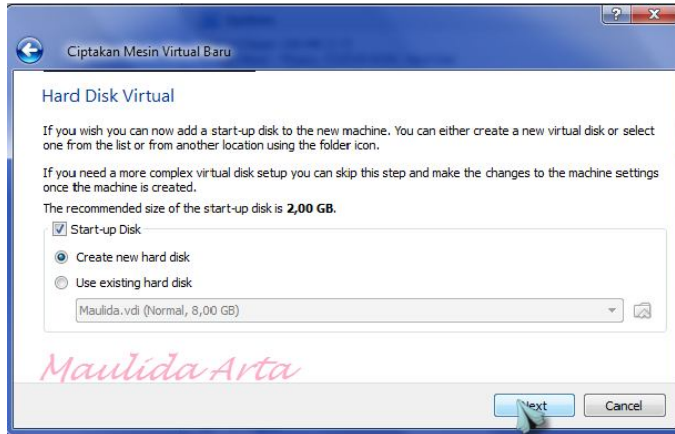 Ciptakan Mesin Virtual Baru
Hard Disk Virtual
If you wish you can now add a start-up disk to the new machine. You can either create a new virtual disk or select
one from the list or from another location using the folder icon.
If you need a more complex virtual disk setup you can skip this step and make the changes to the machine settings
once the machine is created.
The recommended size of the start-up disk is 2,00 GB.
Start-up Disk
Create new hard disk
Use existing hard disk
Maulida.vdi (Normal, 8,00 GB)
Maulida Arta
Next
Cancel